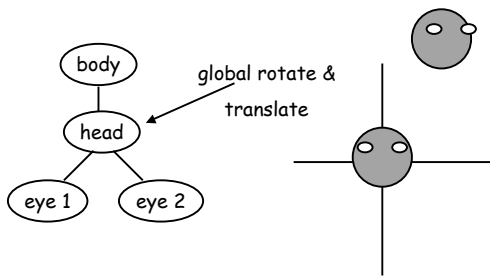 body
global rotate &
translate
head
eye 1
eye 2